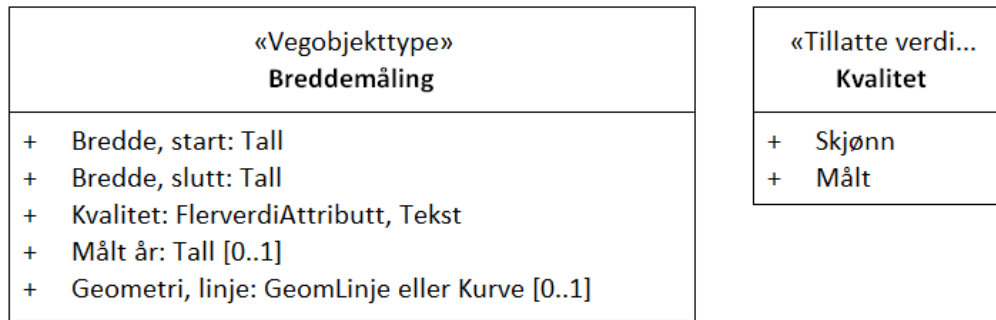 «Vegobjekttype»
Breddemåling
+ Bredde, start: Tall
+ Bredde, slutt: Tall
+ Kvalitet: FlerverdiAttributt, Tekst
+ Målt år: Tall [0..1]
+ Geometri, linje: GeomLinje eller Kurve [0..1]
«Tillatte verdi...
Kvalitet
+ Skjønn
+ Målt